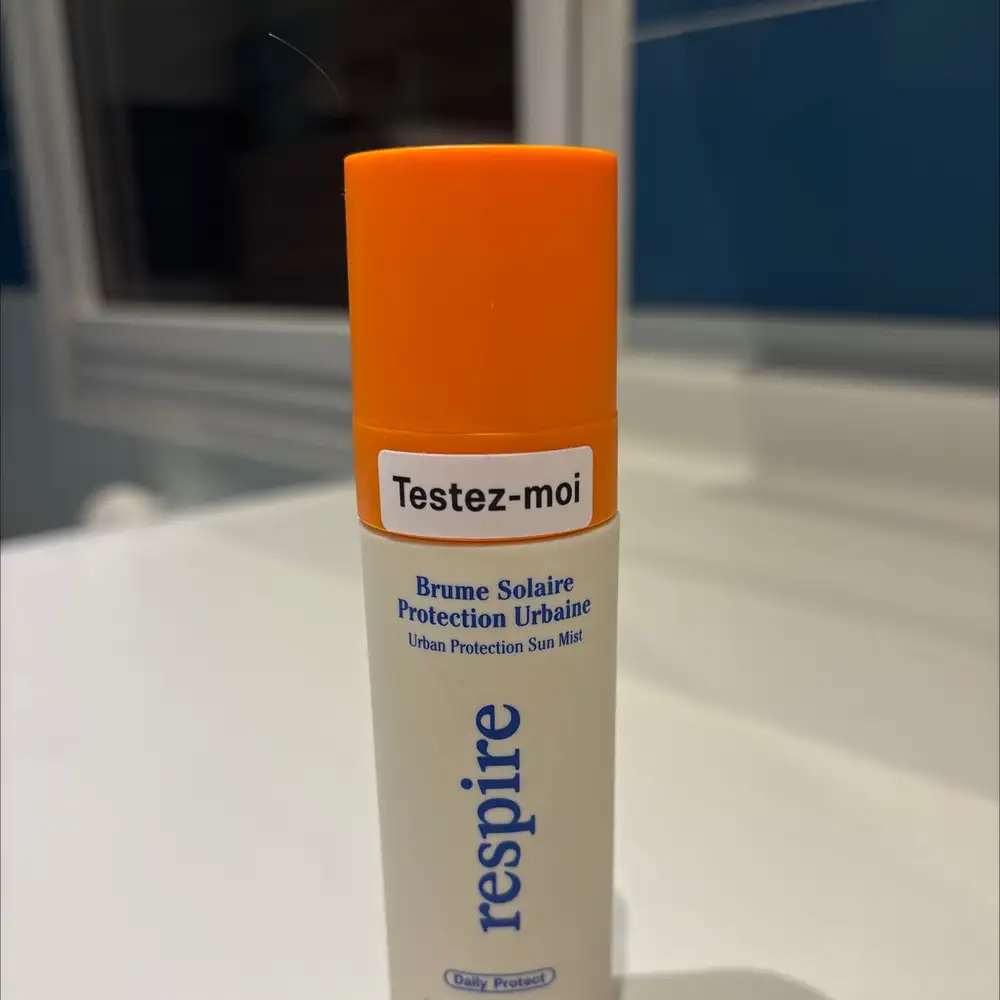 Testez-moi
Brume Solaire
Protection Urbaine
Urban Protection Sun Mist
respire
Daily Protect